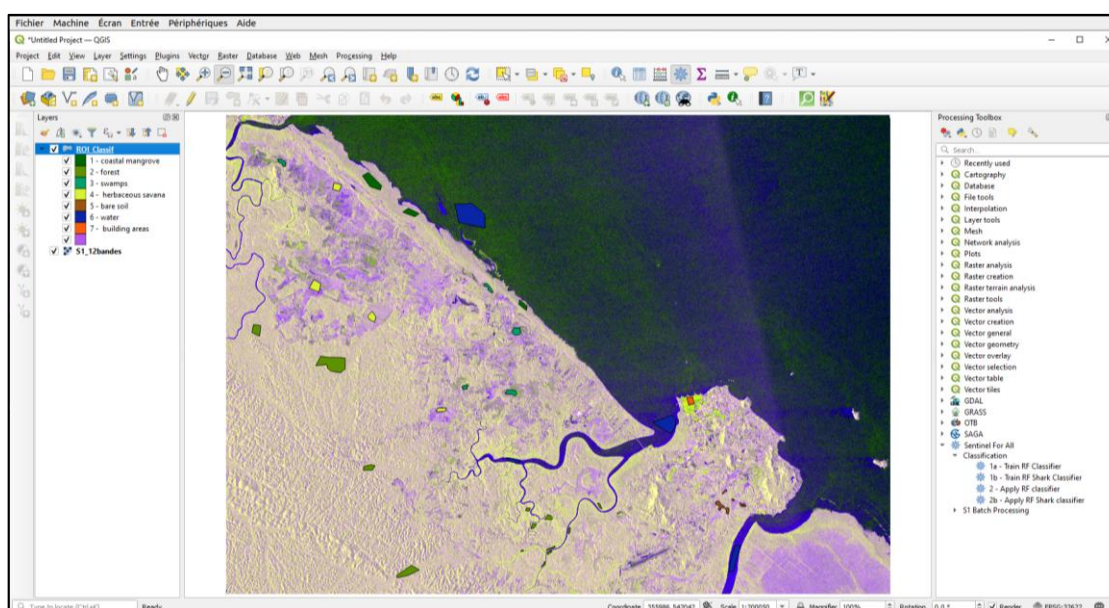 Fichier Machine Écran Entrée Périphériques Aide
*Untitled Project — QGIS
Project Edit View Layer Settings Plugins Vector Raster Database Web Mesh Processing Help
Layers
ROI_Classif
1 - coastal mangrove
2 - forest
3 - swamps
4 - herbaceous savana
5 - bare soil
6 - water
7 - building areas
S1_12bandes
Processing Toolbox
Search...
Recently used
Cartography
Database
File tools
Interpolation
Layer tools
Mesh
Network analysis
Plots
Raster analysis
Raster creation
Raster terrain analysis
Raster tools
Vector analysis
Vector creation
Vector general
Vector geometry
Vector overlay
Vector selection
Vector table
Vector tiles
GDAL
GRASS
OTB
SAGA
Sentinel For All
Classification
1a - Train RF Classifier
1b - Train RF Shark Classifier
2 - Apply RF classifier
2b - Apply RF Shark classifier
S1 Batch Processing
Type to locate (Ctrl+K) Ready Coordinate Scale Magnifier 100% Rotation 0,0 ° Render